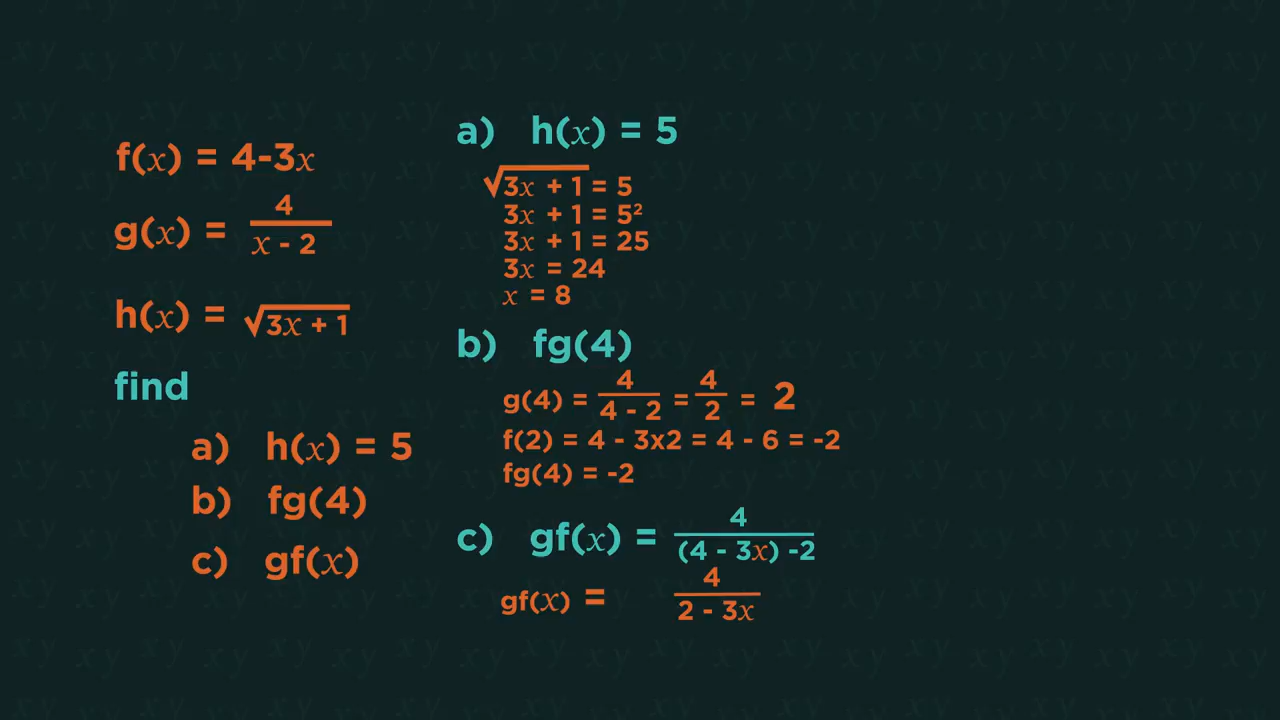 f(x) = 4-3x
g(x) = 4 / x - 2
h(x) = √3x + 1
find
a) h(x) = 5
b) fg(4)
c) gf(x)
a) h(x) = 5
√3x + 1 = 5
3x + 1 = 5²
3x + 1 = 25
3x = 24
x = 8
b) fg(4)
g(4) = 4 / 4 - 2 = 4 / 2 = 2
f(2) = 4 - 3x2 = 4 - 6 = -2
fg(4) = -2
c) gf(x) = 4 / (4 - 3x) -2
gf(x) = 4 / 2 - 3x